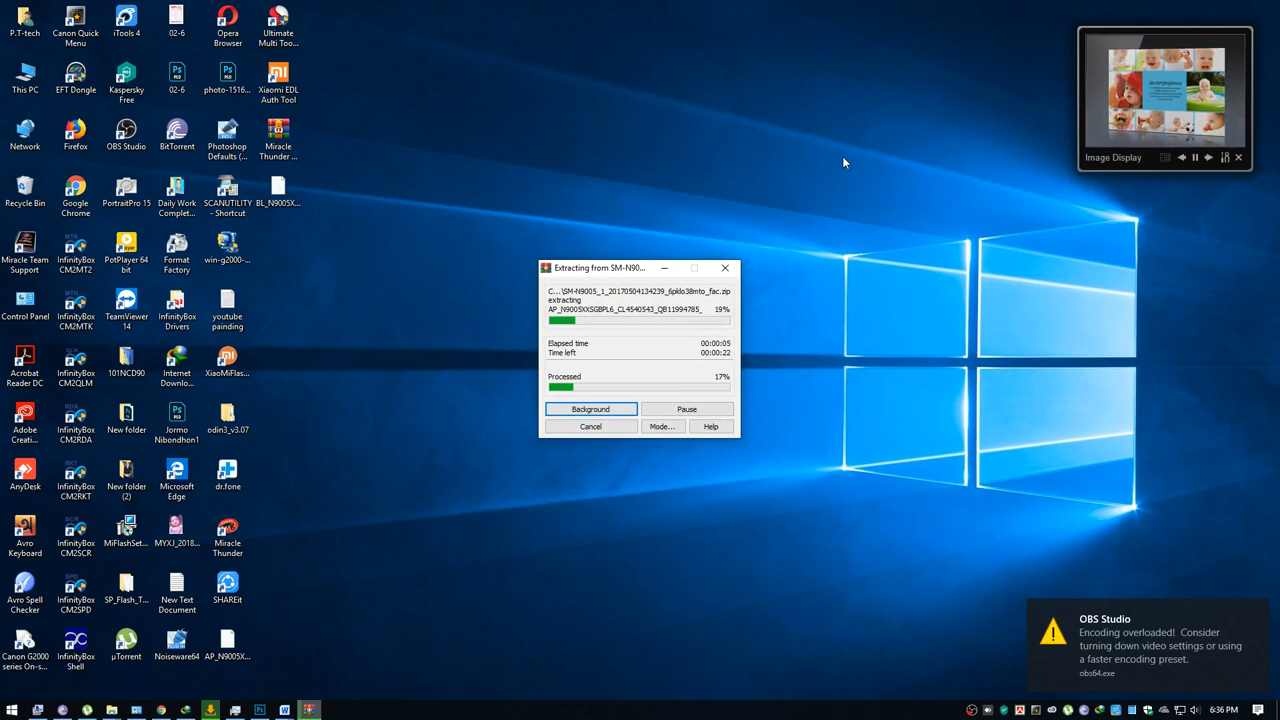 P.T-tech
Canon Quick
Menu
iTools 4
02-6
Opera
Browser
Ultimate
Multi Too...
This PC
EFT Dongle
Kaspersky
Free
02-6
photo-1516...
Xiaomi EDL
Auth Tool
Network
Firefox
OBS Studio
BitTorrent
Photoshop
Defaults (...
Miracle
Thunder ...
Recycle Bin
Google
Chrome
PortraitPro 15
Daily Work
Complet...
SCANUTILITY
- Shortcut
BL_N9005X...
Miracle Team
Support
InfinityBox
CM2MT2
PotPlayer 64
bit
Format
Factory
win-g2000-...
Control Panel
InfinityBox
CM2MTK
TeamViewer
14
InfinityBox
Drivers
youtube
painding
Acrobat
Reader DC
InfinityBox
CM2QLM
101NCD90
Internet
Downlo...
XiaoMiFlas...
Adobe
Creati...
InfinityBox
CM2RDA
New folder
Jormo
Nibondhon1
odin3_v3.07
AnyDesk
InfinityBox
CM2RKT
New folder
(2)
Microsoft
Edge
dr.fone
Avro
Keyboard
InfinityBox
CM2SCR
MiFlashSet...
MYXJ_2018...
Miracle
Thunder
Avro Spell
Checker
InfinityBox
CM2SPD
SP_Flash_T...
New Text
Document
SHAREit
Canon G2000
series On-s...
InfinityBox
Shell
µTorrent
Noiseware64
AP_N9005X...
Extracting from SM-N90...
C...\SM-N9005_1_20170504134239_6pklo38mto_fac.zip
extracting
AP_N9005XXSGBPL6_CL4540543_QB11994785_ 19%
Elapsed time 00:00:05
Time left 00:00:22
Processed 17%
Background
Pause
Cancel
Mode...
Help
Image Display
OBS Studio
Encoding overloaded! Consider
turning down video settings or using
a faster encoding preset.
obs64.exe
6:36 PM